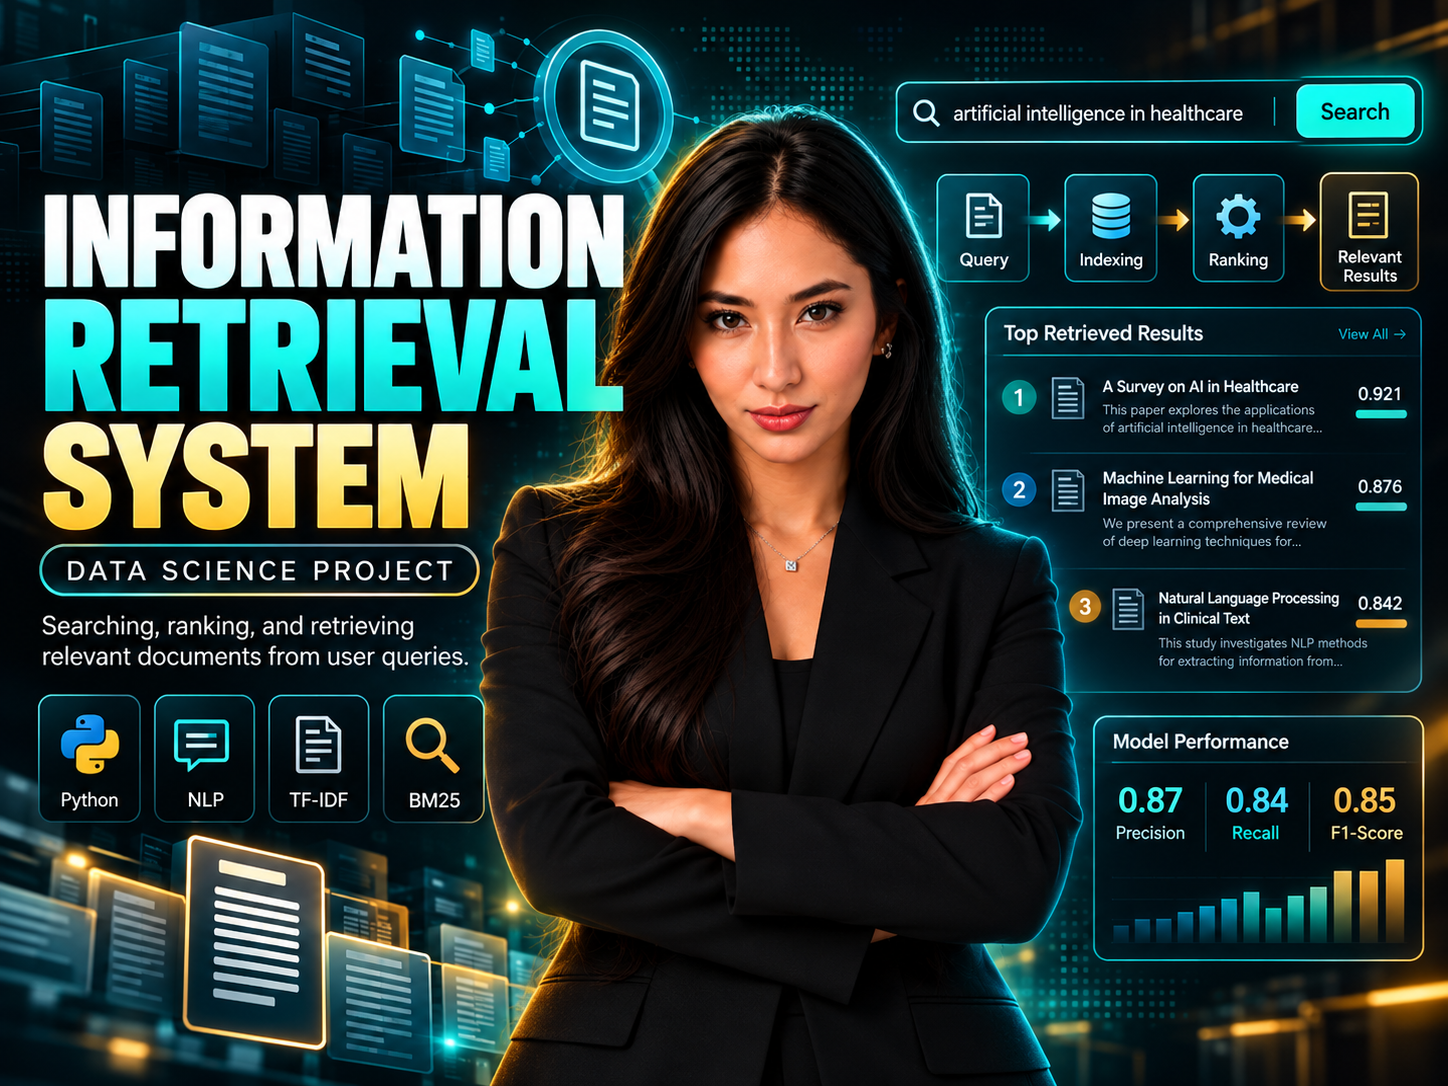 INFORMATION
RETRIEVAL
SYSTEM
DATA SCIENCE PROJECT
Searching, ranking, and retrieving
relevant documents from user queries.
Python
NLP
TF-IDF
BM25
artificial intelligence in healthcare
Search
Query
Indexing
Ranking
Relevant
Results
Top Retrieved Results
View All →
1
A Survey on AI in Healthcare
This paper explores the applications
of artificial intelligence in healthcare...
0.921
2
Machine Learning for Medical
Image Analysis
We present a comprehensive review
of deep learning techniques for...
0.876
3
Natural Language Processing
in Clinical Text
This study investigates NLP methods
for extracting information from...
0.842
Model Performance
0.87
Precision
0.84
Recall
0.85
F1-Score